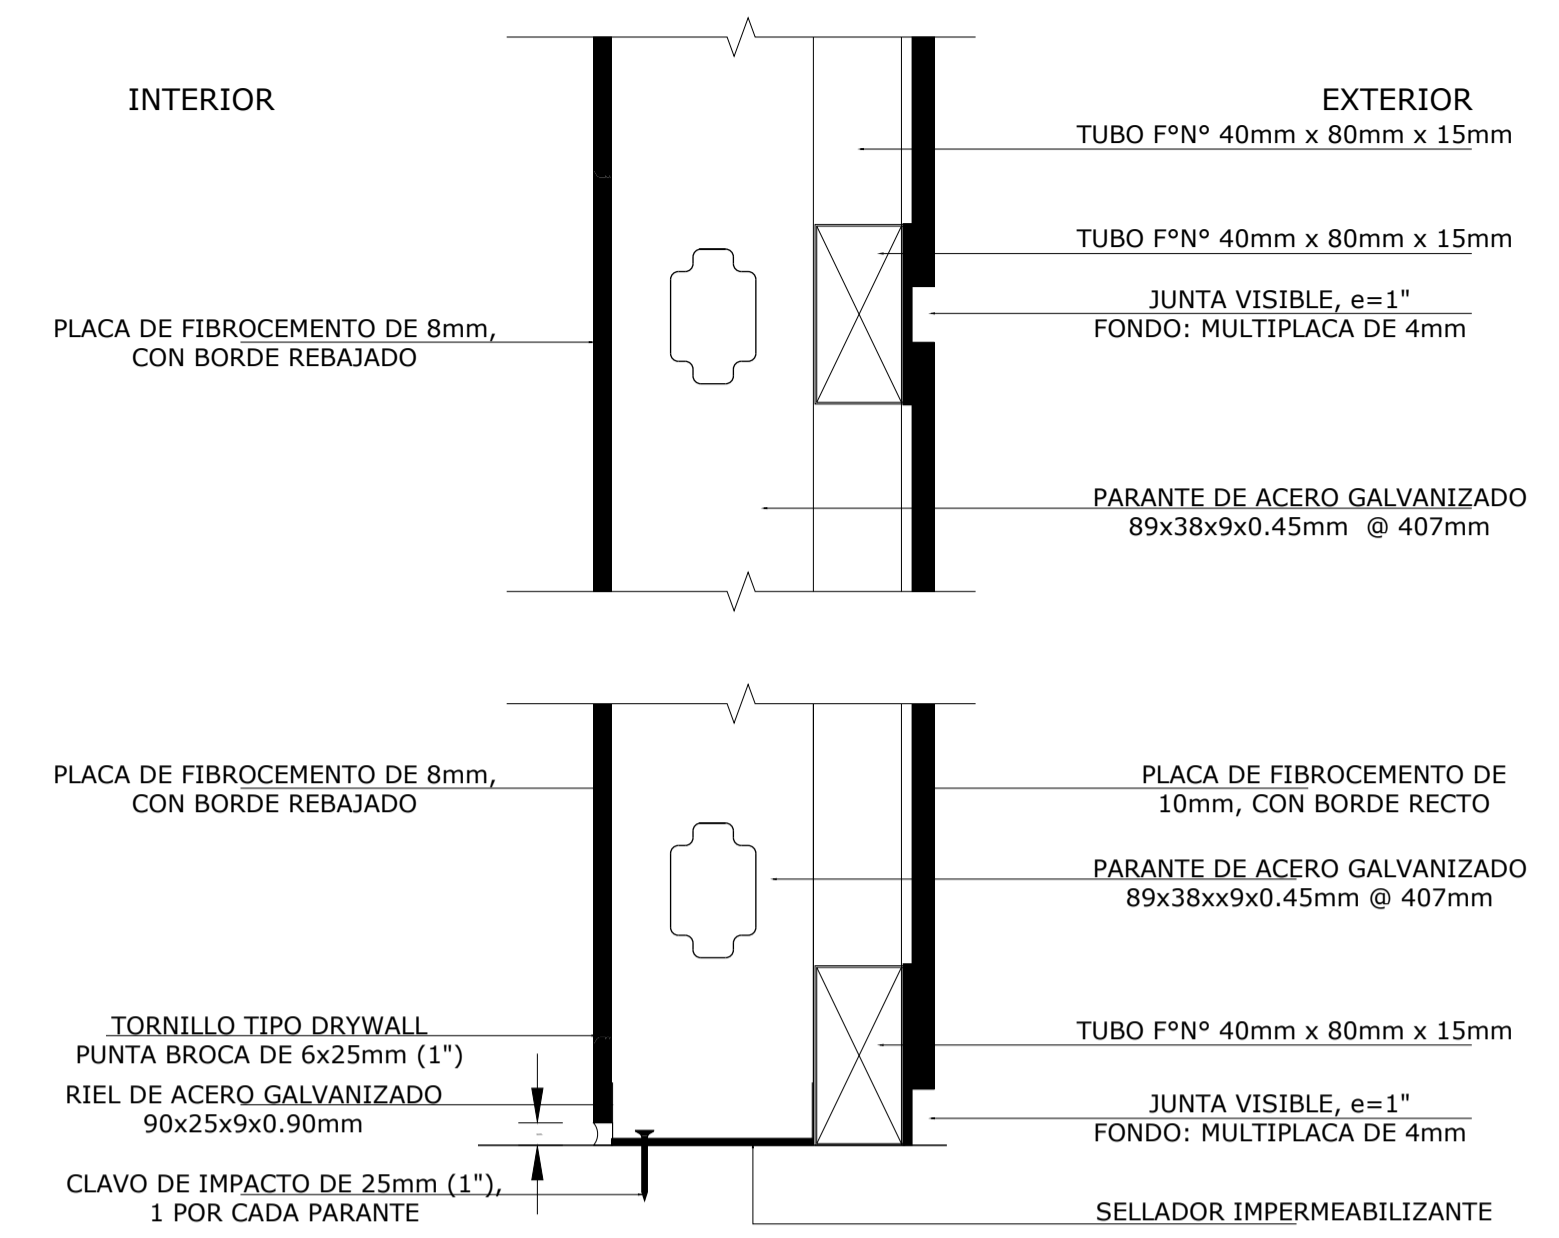 INTERIOR
EXTERIOR
TUBO F°N° 40mm x 80mm x 15mm
TUBO F°N° 40mm x 80mm x 15mm
JUNTA VISIBLE, e=1"
FONDO: MULTIPLACA DE 4mm
PLACA DE FIBROCEMENTO DE 8mm,
CON BORDE REBAJADO
PARANTE DE ACERO GALVANIZADO
89x38x9x0.45mm @ 407mm
PLACA DE FIBROCEMENTO DE 8mm,
CON BORDE REBAJADO
PLACA DE FIBROCEMENTO DE
10mm, CON BORDE RECTO
PARANTE DE ACERO GALVANIZADO
89x38xx9x0.45mm @ 407mm
TORNILLO TIPO DRYWALL
PUNTA BROCA DE 6x25mm (1")
TUBO F°N° 40mm x 80mm x 15mm
RIEL DE ACERO GALVANIZADO
90x25x9x0.90mm
JUNTA VISIBLE, e=1"
FONDO: MULTIPLACA DE 4mm
CLAVO DE IMPACTO DE 25mm (1"),
1 POR CADA PARANTE
SELLADOR IMPERMEABILIZANTE